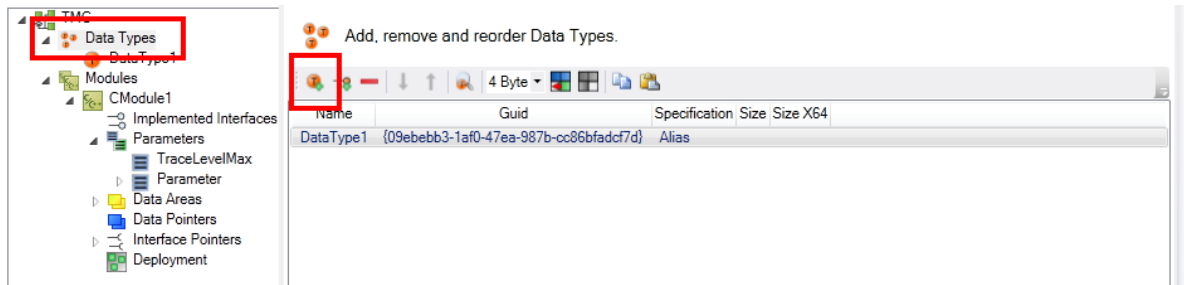 TMC
Data Types
DataType1
Modules
CModule1
Implemented Interfaces
Parameters
TraceLevelMax
Parameter
Data Areas
Data Pointers
Interface Pointers
Deployment
Add, remove and reorder Data Types.
4 Byte
Name Guid Specification Size Size X64
DataType1 {09ebebb3-1af0-47ea-987b-cc86bfadcf7d} Alias